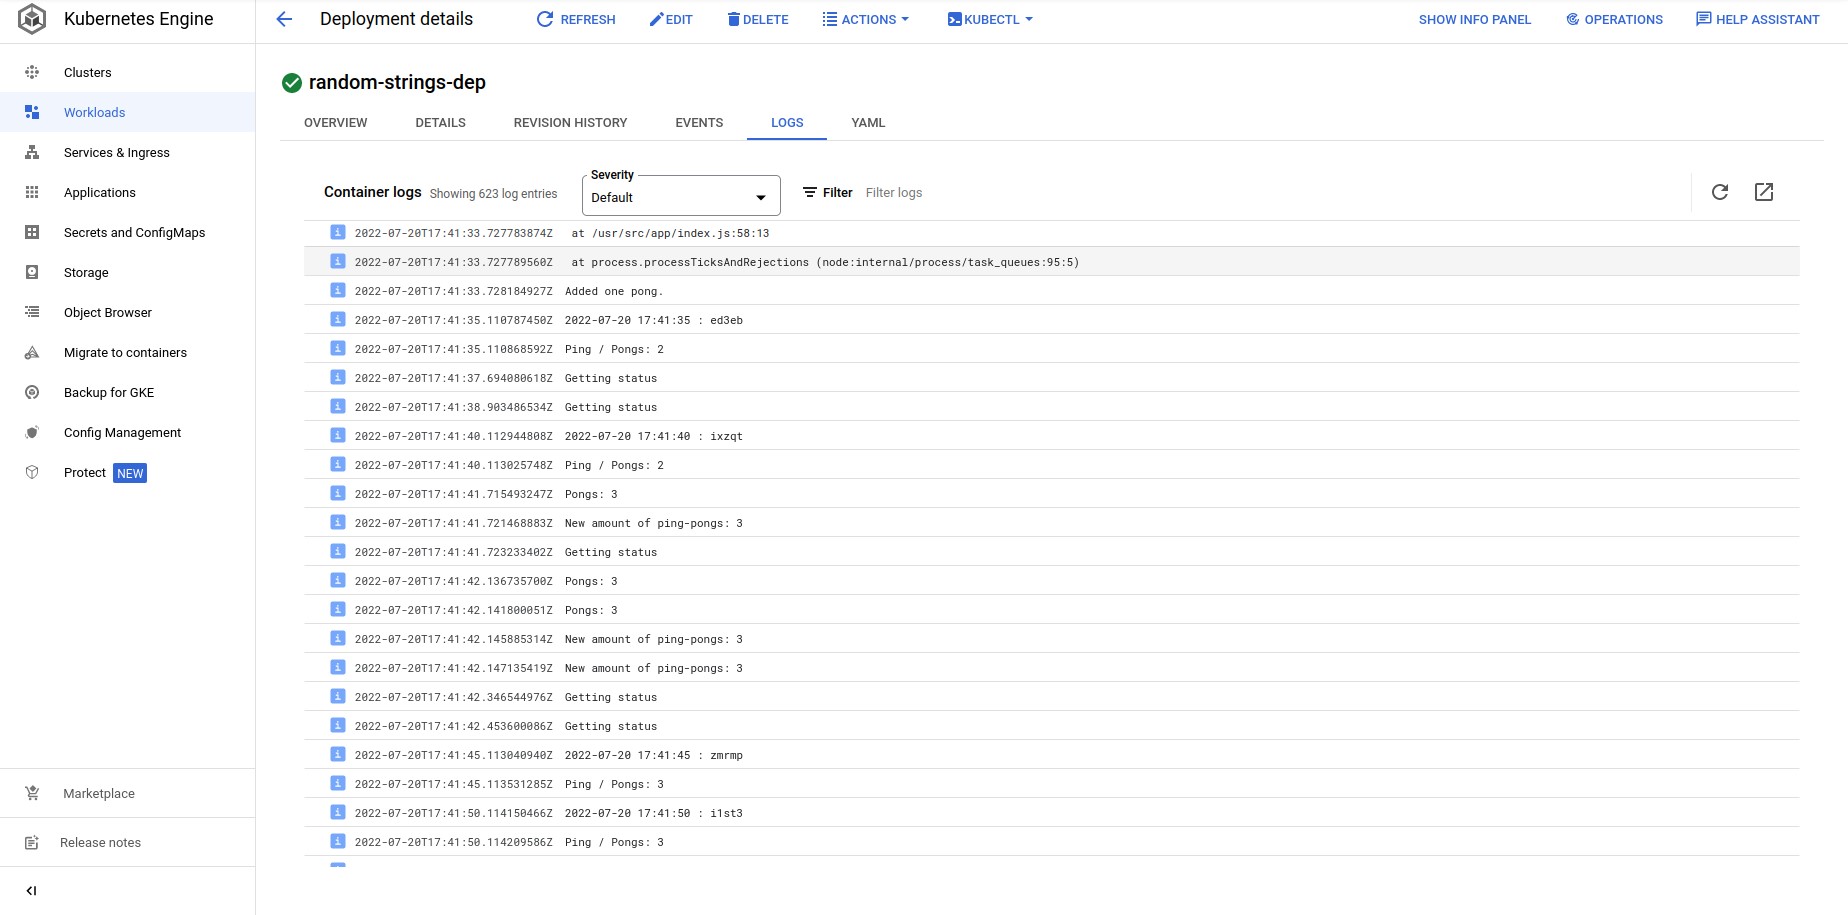 Kubernetes Engine
Deployment details
REFRESH
EDIT
DELETE
ACTIONS
KUBECTL
SHOW INFO PANEL
OPERATIONS
HELP ASSISTANT
Clusters
Workloads
Services & Ingress
Applications
Secrets and ConfigMaps
Storage
Object Browser
Migrate to containers
Backup for GKE
Config Management
Protect NEW
Marketplace
Release notes
random-strings-dep
OVERVIEW
DETAILS
REVISION HISTORY
EVENTS
LOGS
YAML
Container logs Showing 623 log entries
Severity
Default
Filter Filter logs
2022-07-20T17:41:33.727783874Z at /usr/src/app/index.js:58:13
2022-07-20T17:41:33.727789560Z at process.processTicksAndRejections (node:internal/process/task_queues:95:5)
2022-07-20T17:41:33.728184927Z Added one pong.
2022-07-20T17:41:35.110787450Z 2022-07-20 17:41:35 : ed3eb
2022-07-20T17:41:35.110868592Z Ping / Pongs: 2
2022-07-20T17:41:37.694080618Z Getting status
2022-07-20T17:41:38.903486534Z Getting status
2022-07-20T17:41:40.112944808Z 2022-07-20 17:41:40 : ixzqt
2022-07-20T17:41:40.113025748Z Ping / Pongs: 2
2022-07-20T17:41:41.715493247Z Pongs: 3
2022-07-20T17:41:41.721468883Z New amount of ping-pongs: 3
2022-07-20T17:41:41.723233402Z Getting status
2022-07-20T17:41:42.136735700Z Pongs: 3
2022-07-20T17:41:42.141800051Z Pongs: 3
2022-07-20T17:41:42.145885314Z New amount of ping-pongs: 3
2022-07-20T17:41:42.147135419Z New amount of ping-pongs: 3
2022-07-20T17:41:42.346544976Z Getting status
2022-07-20T17:41:42.453600086Z Getting status
2022-07-20T17:41:45.113040940Z 2022-07-20 17:41:45 : zmrmp
2022-07-20T17:41:45.113531285Z Ping / Pongs: 3
2022-07-20T17:41:50.114150466Z 2022-07-20 17:41:50 : i1st3
2022-07-20T17:41:50.114209586Z Ping / Pongs: 3